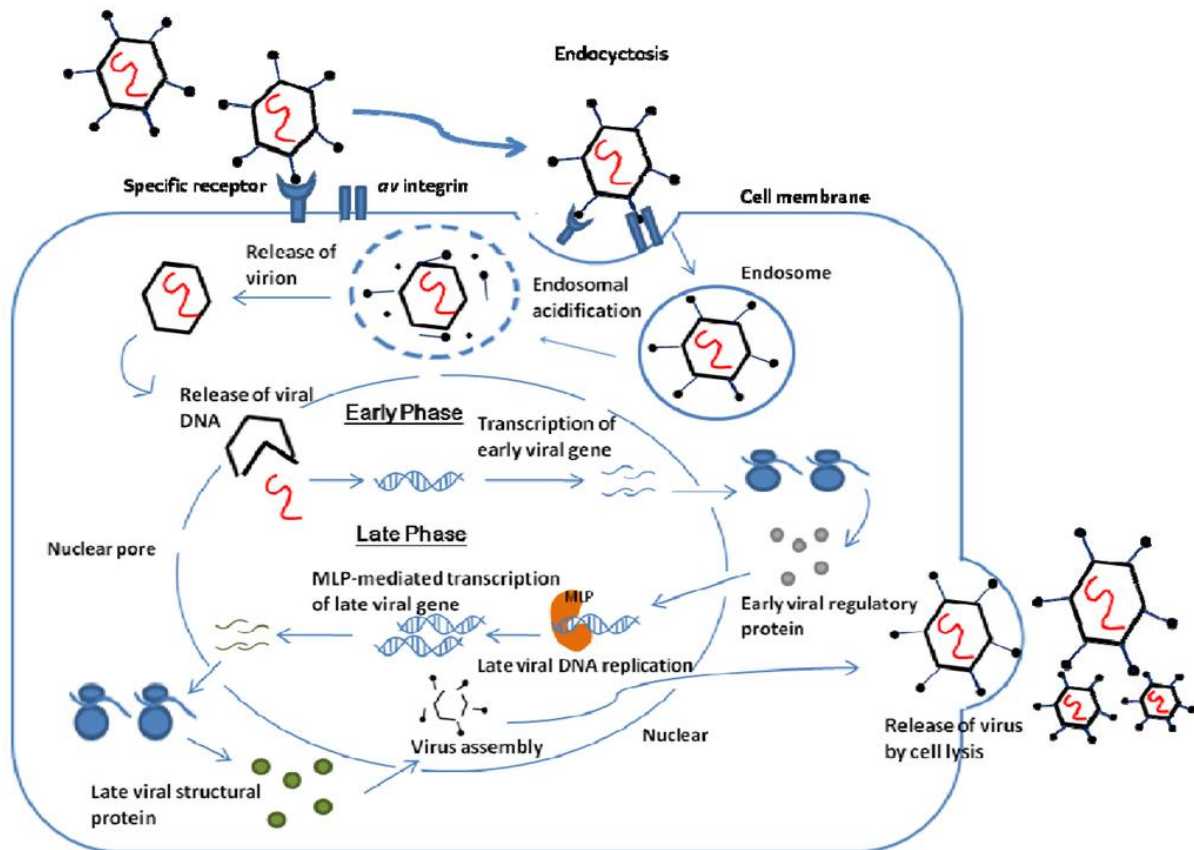 Endocyctosis
Specific receptor
αv integrin
Cell membrane
Release of
virion
Endosomal
acidification
Endosome
Release of viral
DNA
Early Phase
Transcription of
early viral gene
Nuclear pore
Late Phase
MLP-mediated transcription
of late viral gene
MLP
Early viral regulatory
protein
Late viral DNA replication
Virus assembly
Nuclear
Release of virus
by cell lysis
Late viral structural
protein